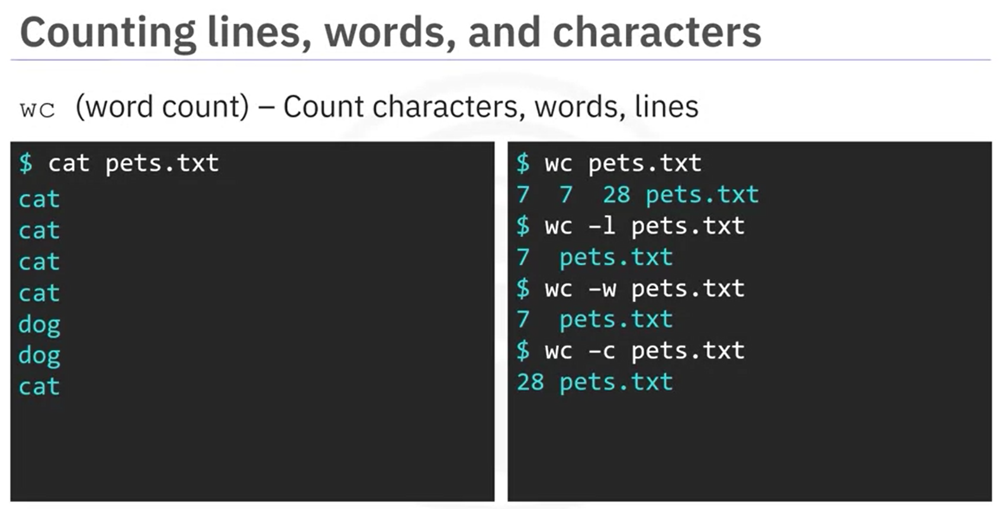 Counting lines, words, and characters
wc (word count) – Count characters, words, lines
$ cat pets.txt
cat
cat
cat
cat
dog
dog
cat
$ wc pets.txt
7 7 28 pets.txt
$ wc –l pets.txt
7 pets.txt
$ wc –w pets.txt
7 pets.txt
$ wc –c pets.txt
28 pets.txt